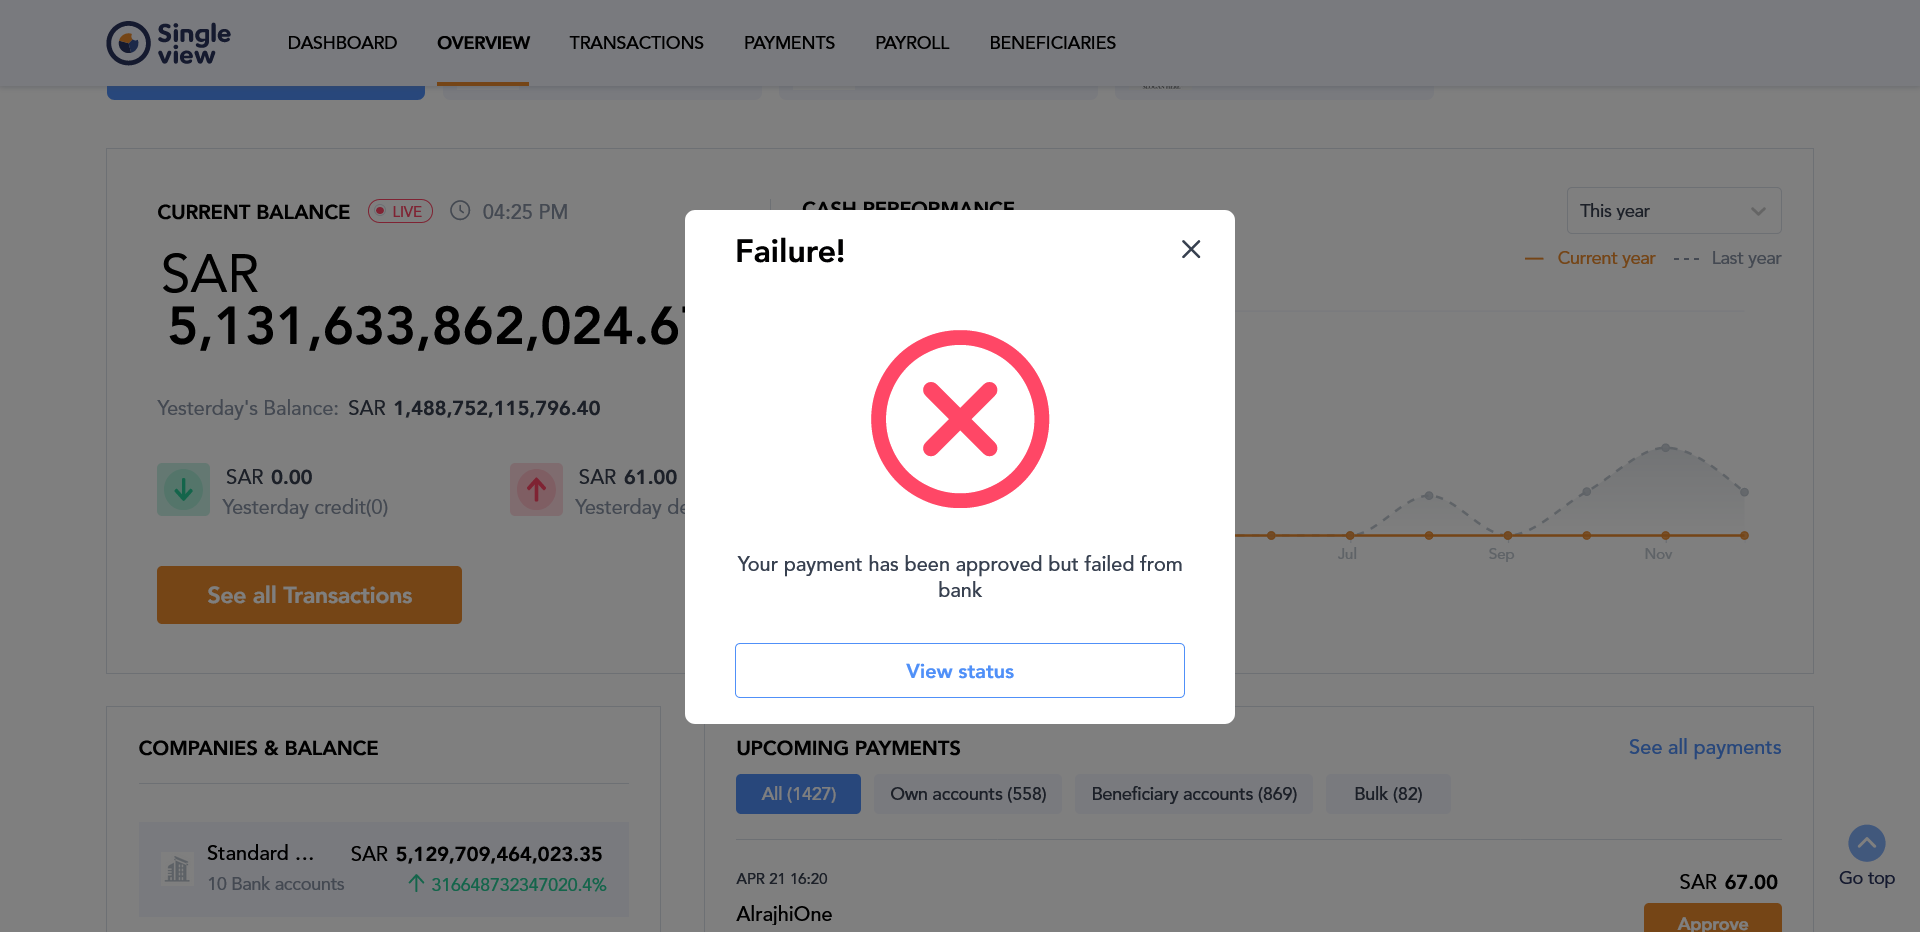 Single view
DASHBOARD
OVERVIEW
TRANSACTIONS
PAYMENTS
PAYROLL
BENEFICIARIES
CURRENT BALANCE
LIVE
04:25 PM
SAR
5,131,633,862,024.67
Yesterday's Balance: SAR 1,488,752,115,796.40
SAR 0.00
Yesterday credit(0)
SAR 61.00
Yesterday de
See all Transactions
CASH PERFORMANCE
This year
Current year
Last year
Jul
Sep
Nov
Failure!
Your payment has been approved but failed from
bank
View status
COMPANIES & BALANCE
Standard ...
SAR 5,129,709,464,023.35
10 Bank accounts
316648732347020.4%
UPCOMING PAYMENTS
See all payments
All (1427)
Own accounts (558)
Beneficiary accounts (869)
Bulk (82)
APR 21 16:20
SAR 67.00
AlrajhiOne
Approve
Go top